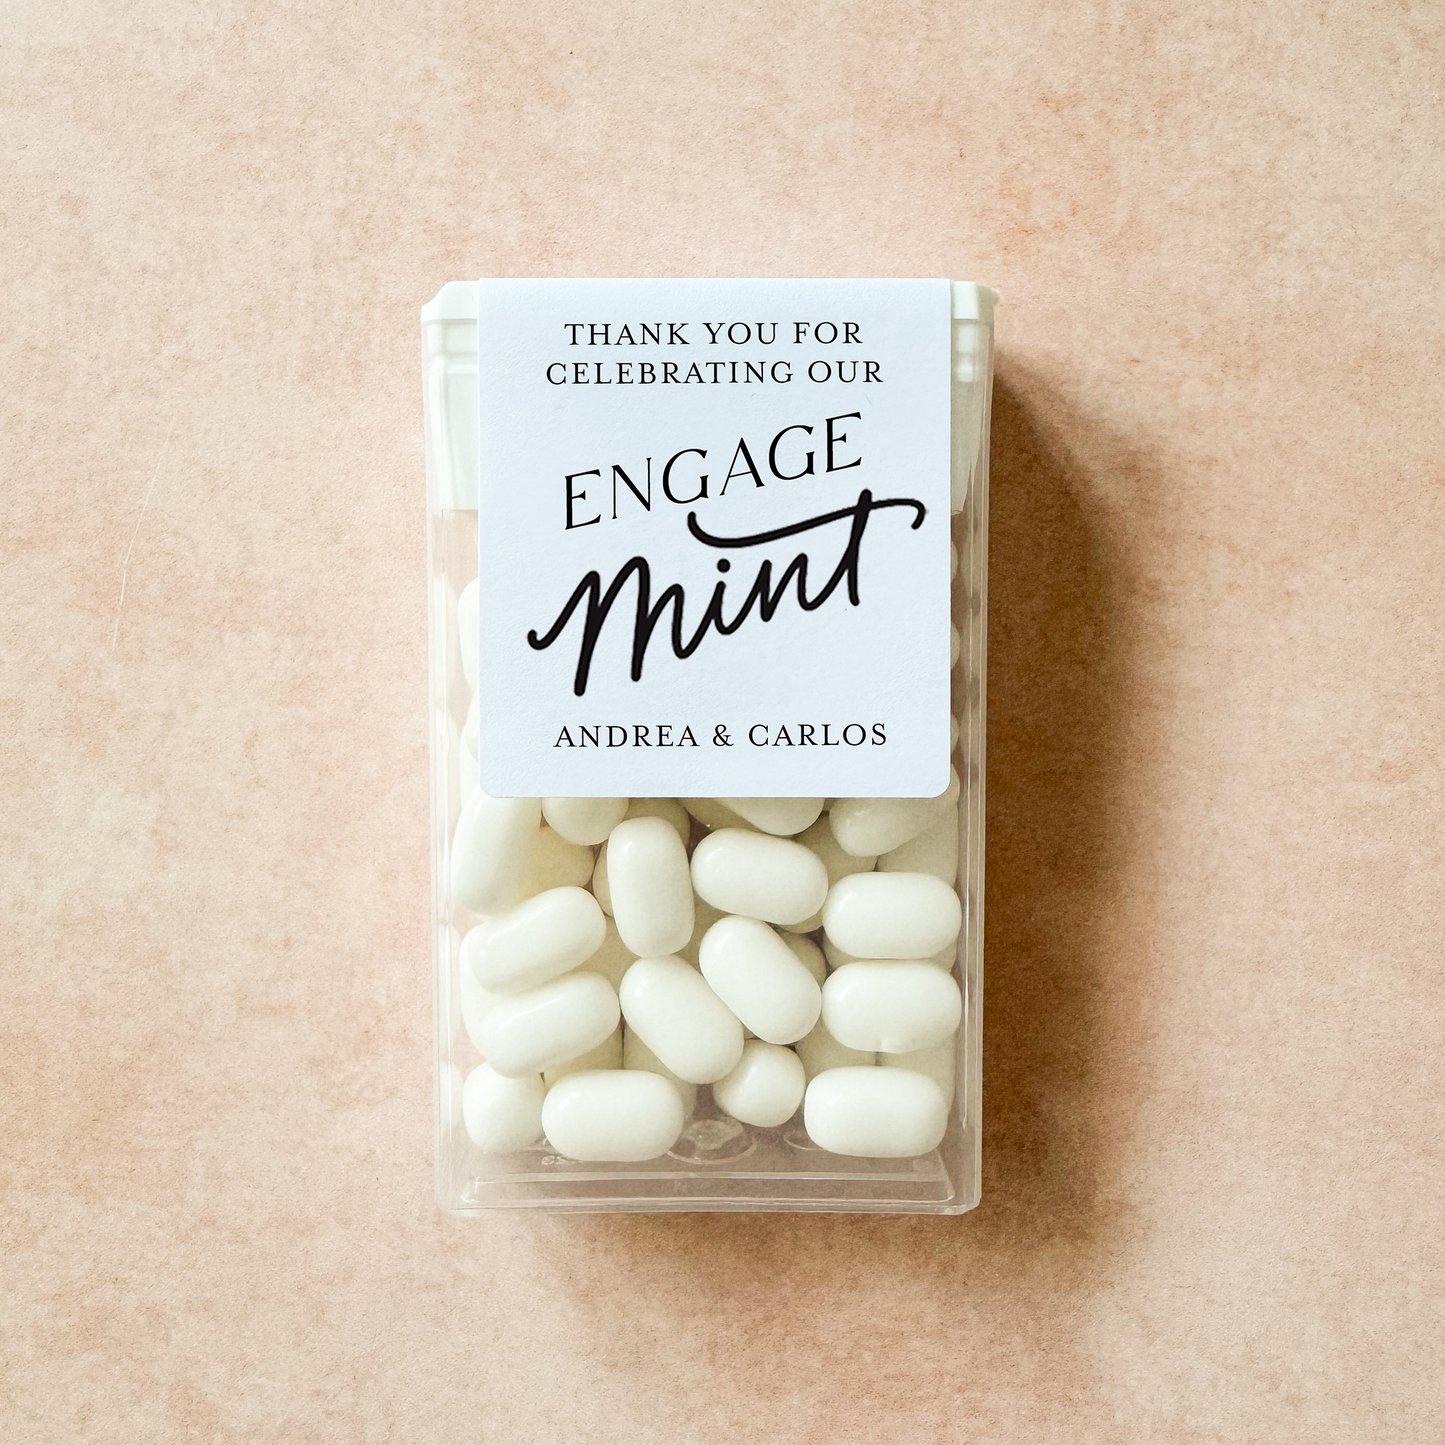 THANK YOU FOR
CELEBRATING OUR
ENGAGE
mint
ANDREA & CARLOS